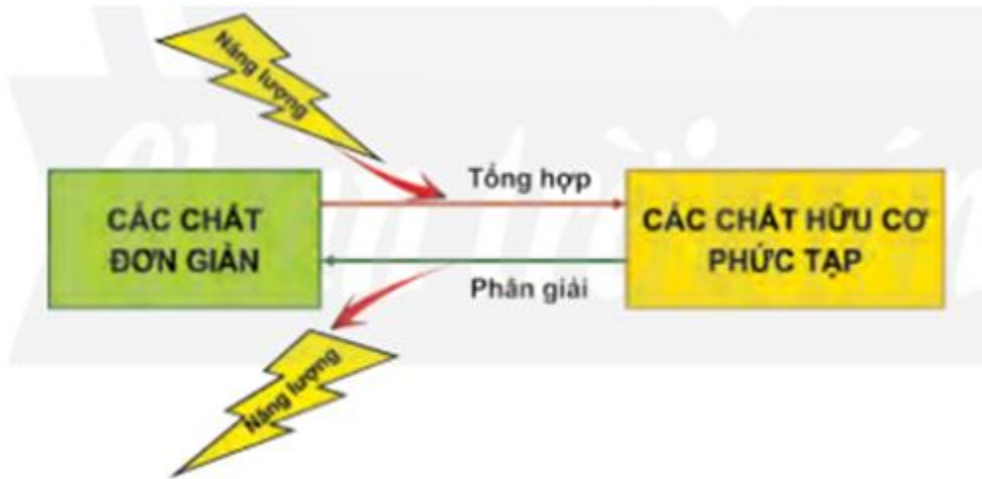 Năng lượng
Tổng hợp
CÁC CHẤT
ĐƠN GIẢN
CÁC CHẤT HỮU CƠ
PHỨC TẠP
Phân giải
Năng lượng